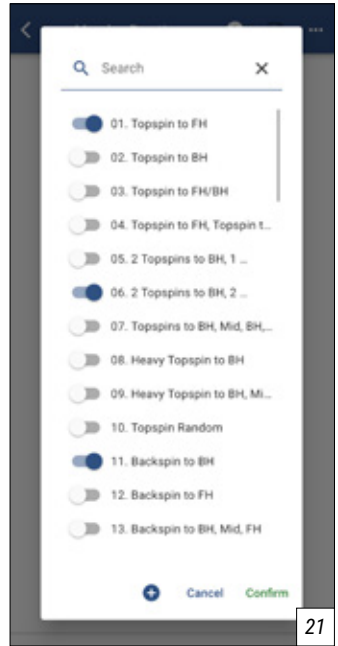 Search
01. Topspin to FH
02. Topspin to BH
03. Topspin to FH/BH
04. Topspin to FH, Topspin t...
05. 2 Topspins to BH, 1 ...
06. 2 Topspins to BH, 2 ...
07. Topspins to BH, Mid, BH,...
08. Heavy Topspin to BH
09. Heavy Topspin to BH, Mi...
10. Topspin Random
11. Backspin to BH
12. Backspin to FH
13. Backspin to BH, Mid, FH
Cancel Confirm
21